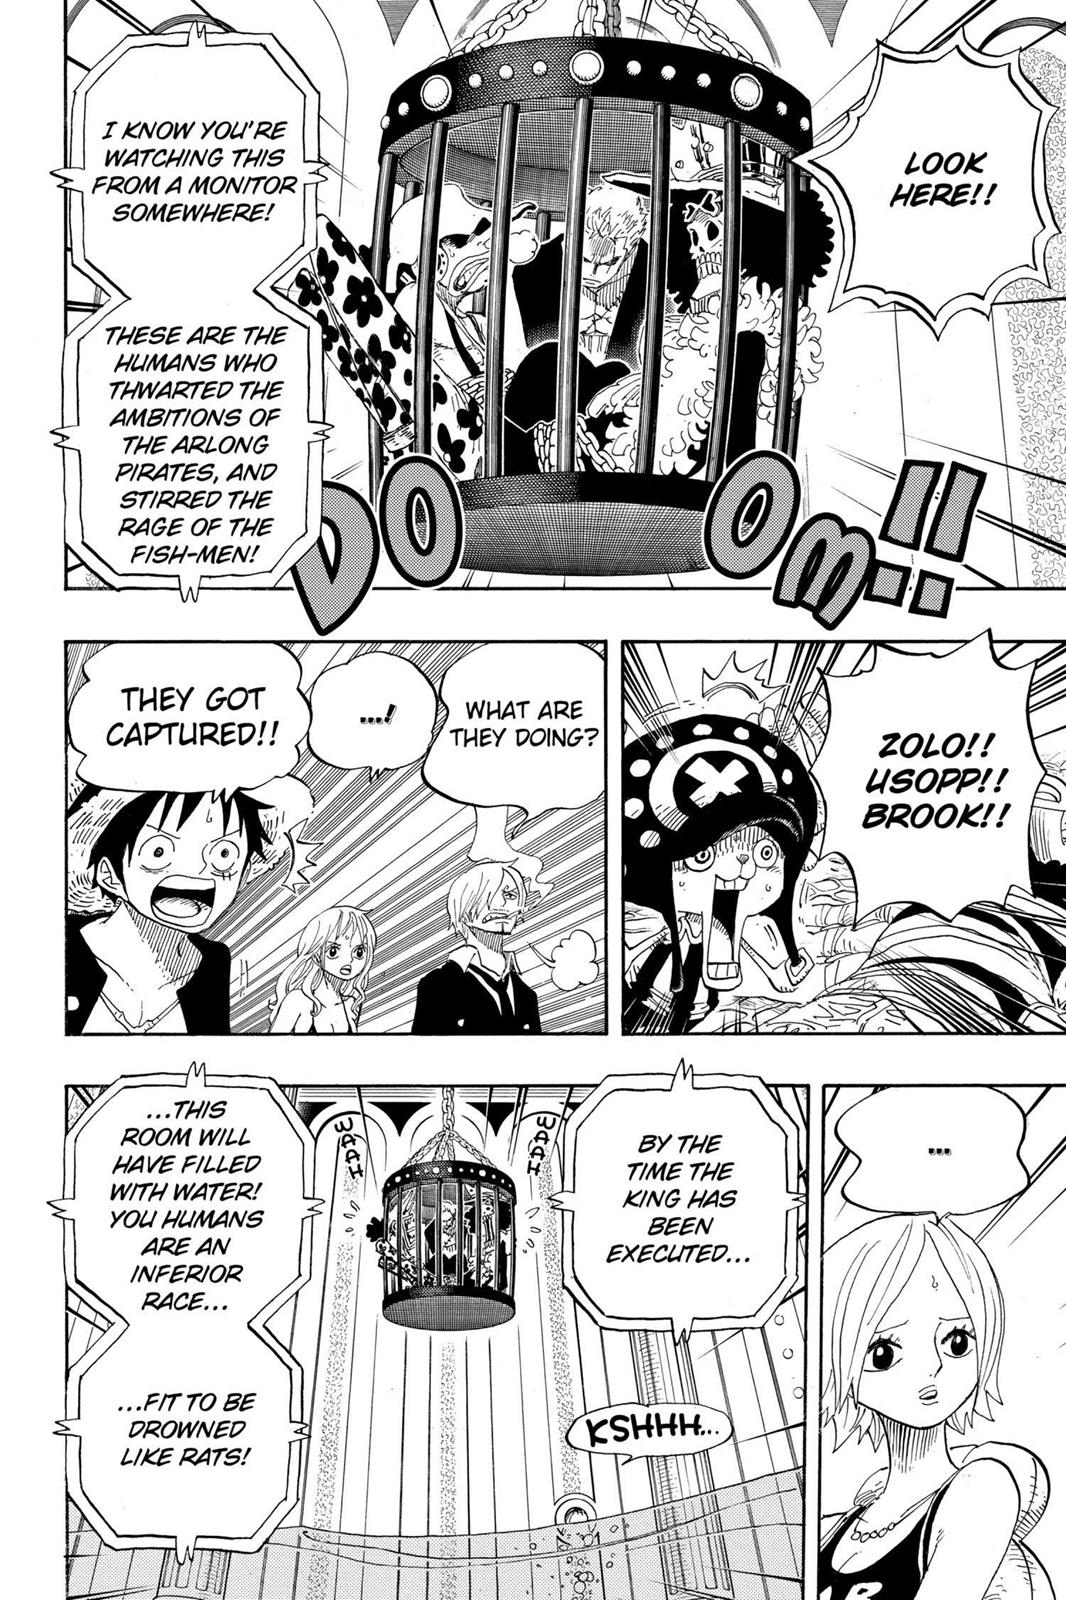 LOOK
HERE!!
I KNOW YOU'RE
WATCHING THIS
FROM A MONITOR
SOMEWHERE!
THESE ARE THE
HUMANS WHO
THWARTED THE
AMBITIONS OF
THE ARLONG
PIRATES, AND
STIRRED THE
RAGE OF THE
FISH-MEN!
DOOM!!
THEY GOT
CAPTURED!!
....!
WHAT ARE
THEY DOING?
ZOLO!!
USOPP!!
BROOK!!
...THIS
ROOM WILL
HAVE FILLED
WITH WATER!
YOU HUMANS
ARE AN
INFERIOR
RACE...
...FIT TO BE
DROWNED
LIKE RATS!
WAAH
WAAH
BY THE
TIME THE
KING HAS
BEEN
EXECUTED...
KSHHH...
....